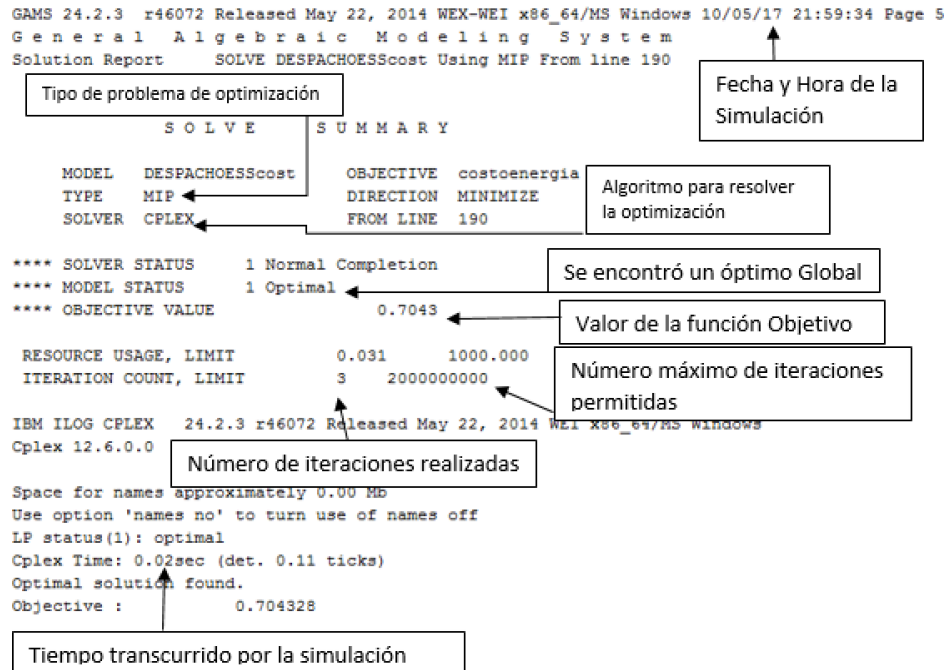 GAMS 24.2.3 r46072 Released May 22, 2014 WEX-WEI x86_64/MS Windows 10/05/17 21:59:34 Page 5
G e n e r a l   A l g e b r a i c   M o d e l i n g   S y s t e m
Solution Report SOLVE DESPACHOESScost Using MIP From line 190
Fecha y Hora de la
Simulación
Tipo de problema de optimización
S O L V E   S U M M A R Y
MODEL DESPACHOESScost OBJECTIVE costoenergia
TYPE MIP DIRECTION MINIMIZE
SOLVER CPLEX FROM LINE 190
Algoritmo para resolver
la optimización
**** SOLVER STATUS 1 Normal Completion
**** MODEL STATUS 1 Optimal
**** OBJECTIVE VALUE 0.7043
Se encontró un óptimo Global
Valor de la función Objetivo
RESOURCE USAGE, LIMIT 0.031 1000.000
ITERATION COUNT, LIMIT 3 2000000000
Número máximo de iteraciones
permitidas
IBM ILOG CPLEX 24.2.3 r46072 Released May 22, 2014 WEI x86_64/MS Windows
Cplex 12.6.0.0
Número de iteraciones realizadas
Space for names approximately 0.00 Mb
Use option 'names no' to turn use of names off
LP status(1): optimal
Cplex Time: 0.02sec (det. 0.11 ticks)
Optimal solution found.
Objective : 0.704328
Tiempo transcurrido por la simulación